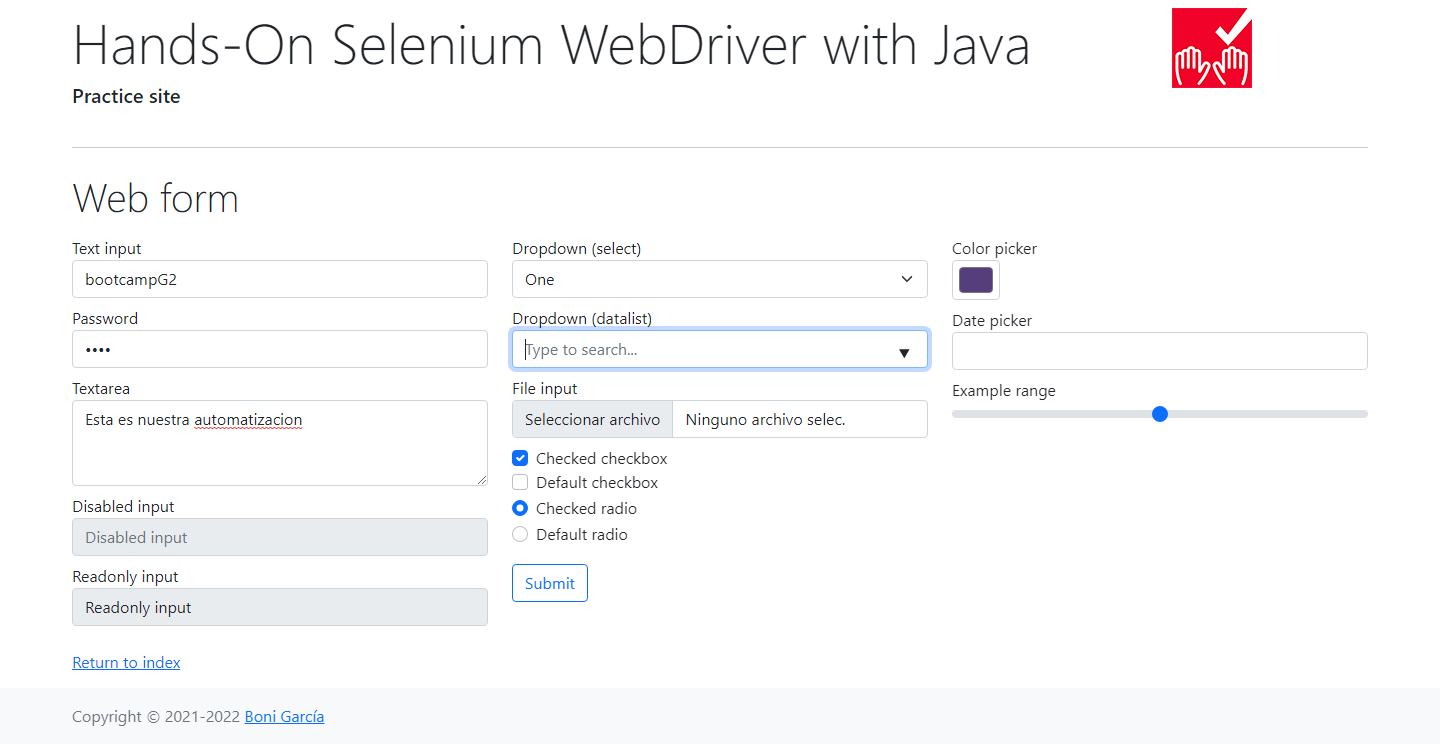 Hands-On Selenium WebDriver with Java
Practice site
Web form
Text input
bootcampG2
Password
••••
Textarea
Esta es nuestra automatizacion
Disabled input
Disabled input
Readonly input
Readonly input
Return to index
Dropdown (select)
One
Dropdown (datalist)
Type to search...
File input
Seleccionar archivo Ninguno archivo selec.
Checked checkbox
Default checkbox
Checked radio
Default radio
Submit
Color picker
Date picker
Example range
Copyright © 2021-2022 Boni García